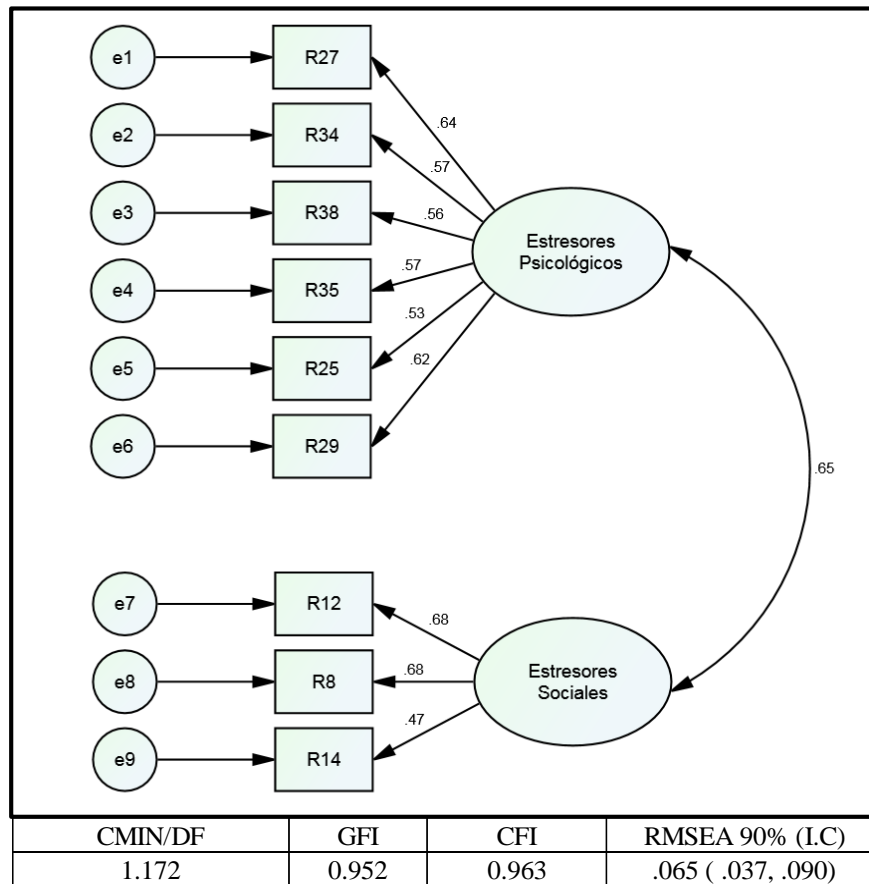 e1 R27
.64
e2 R34
.57
e3 R38
.56
Estresores
Psicológicos
e4 R35
.57
e5 R25
.53
e6 R29
.62
.65
e7 R12
.68
e8 R8
.68
Estresores
Sociales
e9 R14
.47
CMIN/DF GFI CFI RMSEA 90% (I.C)
1.172 0.952 0.963 .065 ( .037, .090)